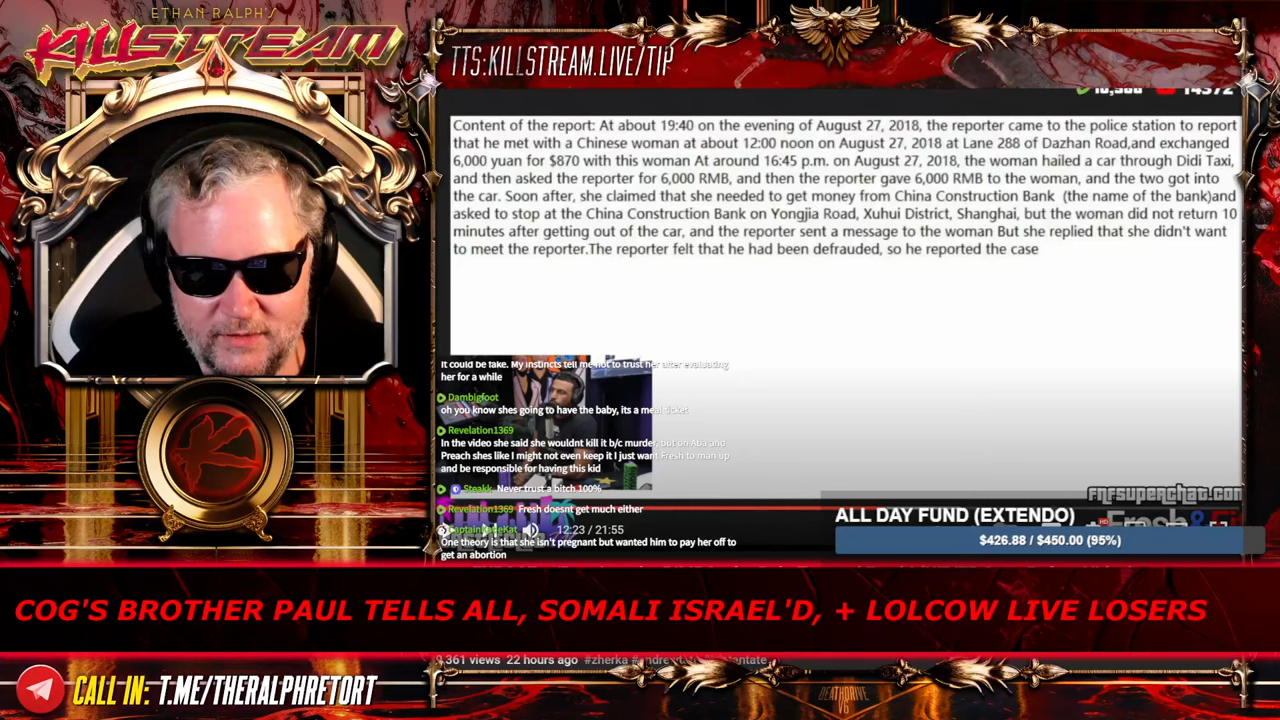 ETHAN RALPH'S
KILLSTREAM
TTS:KILLSTREAM.LIVE/TIP
Content of the report: At about 19:40 on the evening of August 27, 2018, the reporter came to the police station to report
that he met with a Chinese woman at about 12:00 noon on August 27, 2018 at Lane 288 of Dazhan Road,and exchanged
6,000 yuan for $870 with this woman At around 16:45 p.m. on August 27, 2018, the woman hailed a car through Didi Taxi,
and then asked the reporter for 6,000 RMB, and then the reporter gave 6,000 RMB to the woman, and the two got into
the car. Soon after, she claimed that she needed to get money from China Construction Bank (the name of the bank)and
asked to stop at the China Construction Bank on Yongjia Road, Xuhui District, Shanghai, but the woman did not return 10
minutes after getting out of the car, and the reporter sent a message to the woman But she replied that she didn't want
to meet the reporter.The reporter felt that he had been defrauded, so he reported the case
It could be fake. My instincts tell me not to trust her after evaluating
her for a while
Dambigfoot
oh you know shes going to have the baby, its a meal ticket
Revelation1369
In the video she said she wouldnt kill it b/c murder, but on Aba and
Preach shes like I might not even keep it I just want Fresh to man up
and be responsible for having this kid
Steakk Never trust a bitch 100%
Revelation1369 Fresh doesnt get much either
12:23 / 21:55
One theory is that she isn't pregnant but wanted him to pay her off to
get an abortion
fnfsuperchat.com
ALL DAY FUND (EXTENDO)
$426.88 / $450.00 (95%)
COG'S BROTHER PAUL TELLS ALL, SOMALI ISRAEL'D, + LOLCOW LIVE LOSERS
361 views 22 hours ago #zherka
CALL IN: T.ME/THERALPHRETORT
DEATHDRIVE
V6